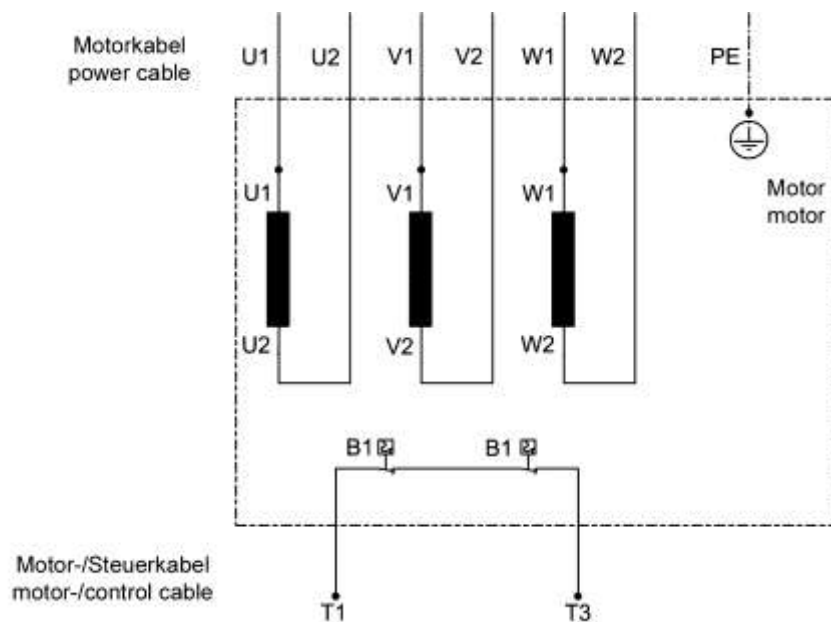 Motorkabel
power cable
U1 U2 V1 V2 W1 W2 PE
Motor
motor
U1 V1 W1
U2 V2 W2
B1 B1
Motor-/Steuerkabel
motor-/control cable
T1 T3